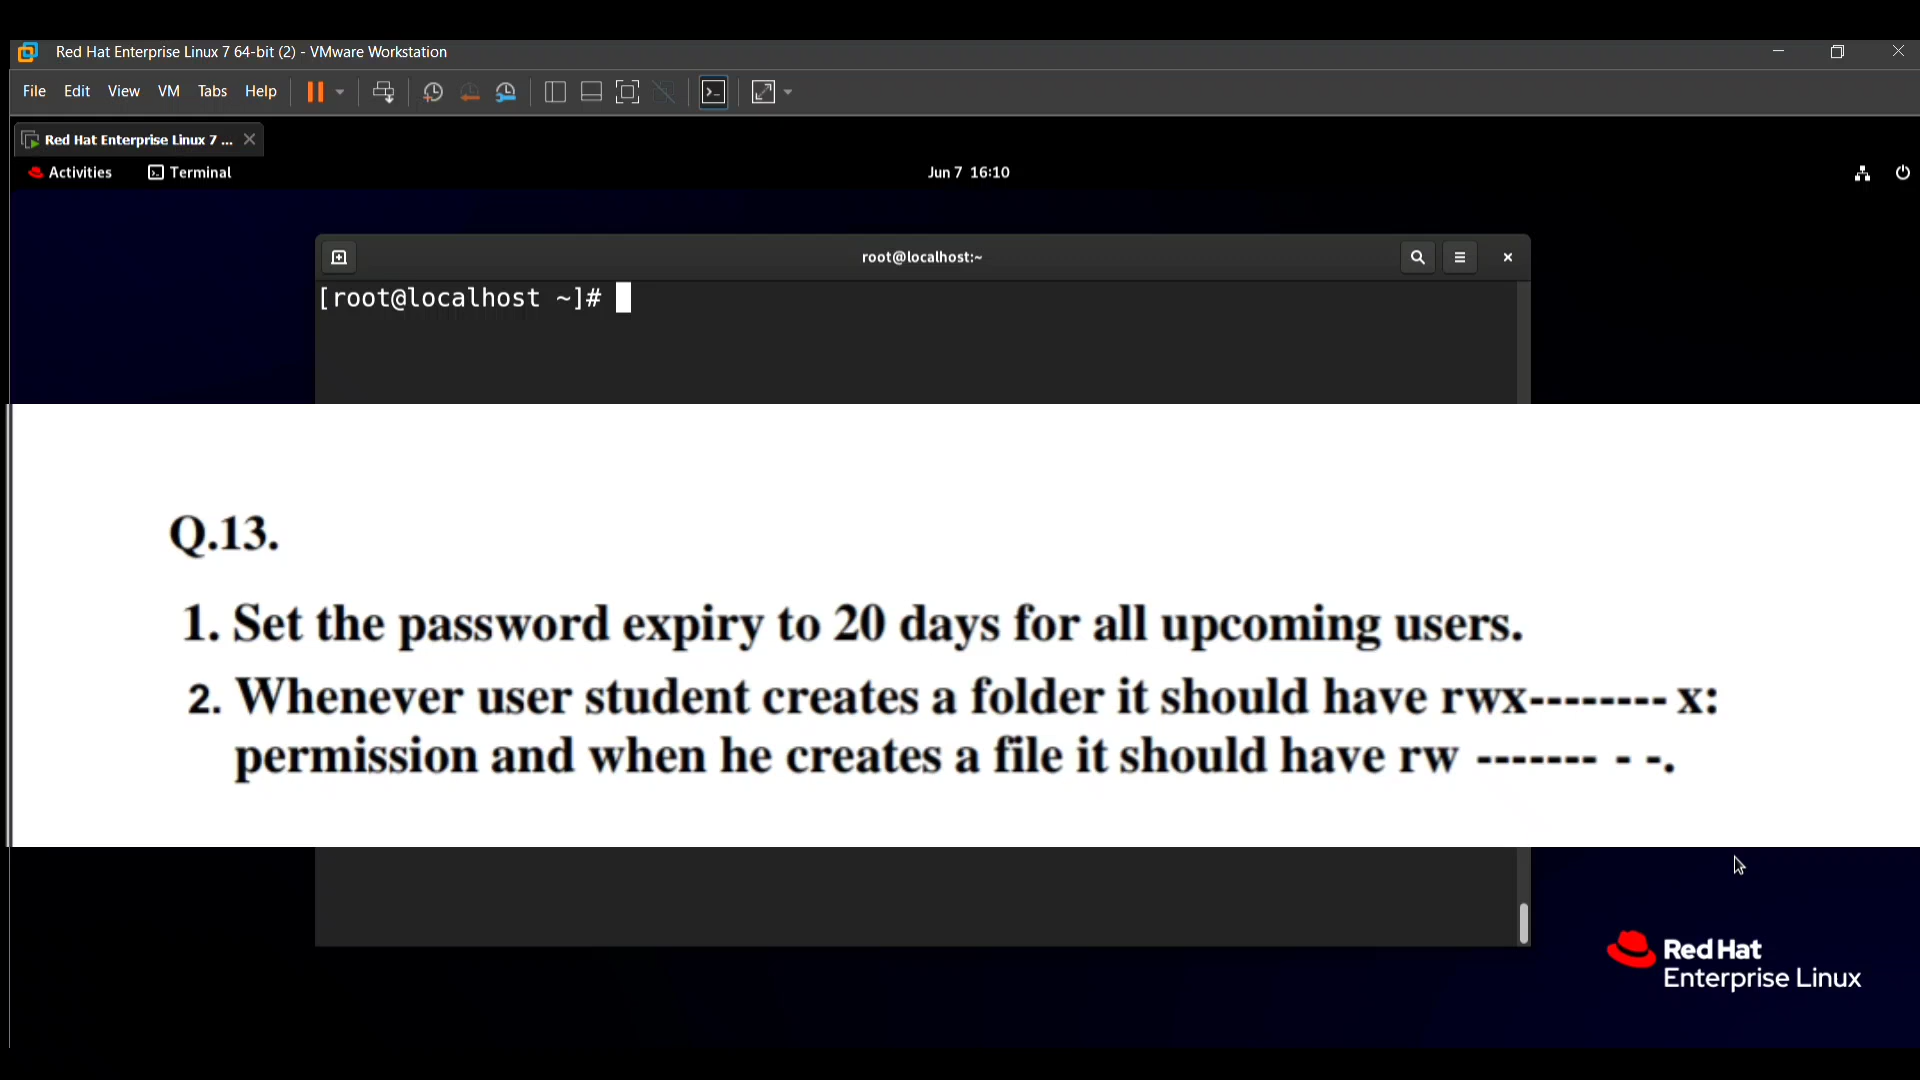 Red Hat Enterprise Linux 7 64-bit (2) - VMware Workstation
File Edit View VM Tabs Help
Red Hat Enterprise Linux 7 ...
Activities Terminal Jun 7 16:10
root@localhost:~
[root@localhost ~]#
Q.13.
1. Set the password expiry to 20 days for all upcoming users.
2. Whenever user student creates a folder it should have rwx-------- x:
permission and when he creates a file it should have rw ------- - -.
Red Hat
Enterprise Linux